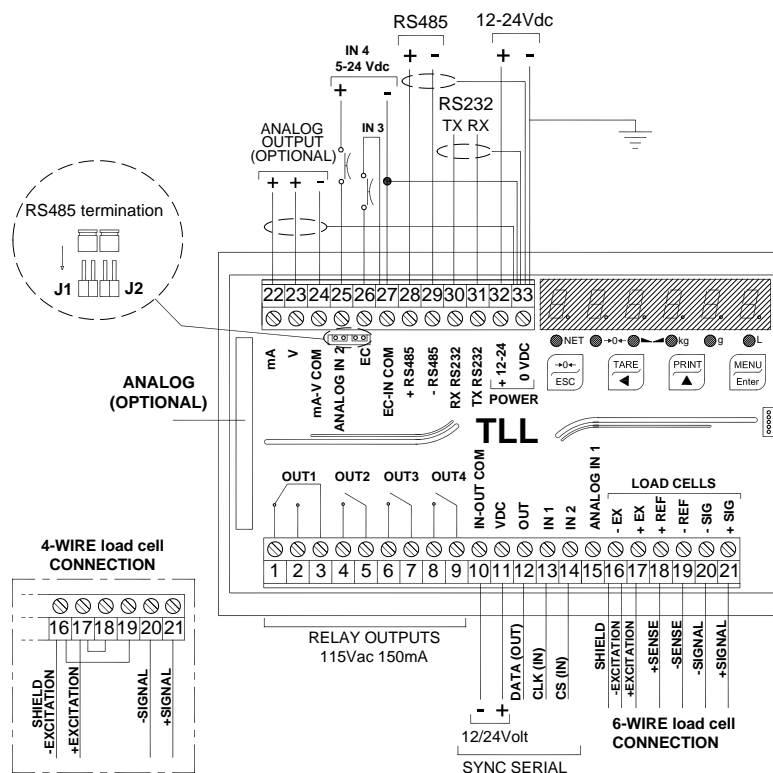 RS485
12-24Vdc
+ -
+ -
IN 4
5-24 Vdc
+ -
RS232
TX RX
IN 3
ANALOG
OUTPUT
(OPTIONAL)
+ + -
RS485 termination
J1 J2
22 23 24 25 26 27 28 29 30 31 32 33
mA
V
mA-V COM
ANALOG IN 2
EC
EC-IN COM
+ RS485
- RS485
RX RS232
TX RS232
+ 12-24
0 VDC
POWER
8. 8. 8. 8. 8. 8.
NET →0← kg g L
→0←
ESC
TARE
◄
PRINT
▲
MENU
Enter
ANALOG
(OPTIONAL)
TLL
OUT1 OUT2 OUT3 OUT4
IN-OUT COM
VDC
OUT
IN 1
IN 2
ANALOG IN 1
LOAD CELLS
- EX
+ EX
+ REF
- REF
- SIG
+ SIG
1 2 3 4 5 6 7 8 9 10 11 12 13 14 15 16 17 18 19 20 21
4-WIRE load cell
CONNECTION
16 17 18 19 20 21
SHIELD
-EXCITATION
+EXCITATION
-SIGNAL
+SIGNAL
RELAY OUTPUTS
115Vac 150mA
- +
12/24Volt
DATA (OUT)
CLK (IN)
CS (IN)
SYNC SERIAL
SHIELD
-EXCITATION
+EXCITATION
+SENSE
-SENSE
-SIGNAL
+SIGNAL
6-WIRE load cell
CONNECTION